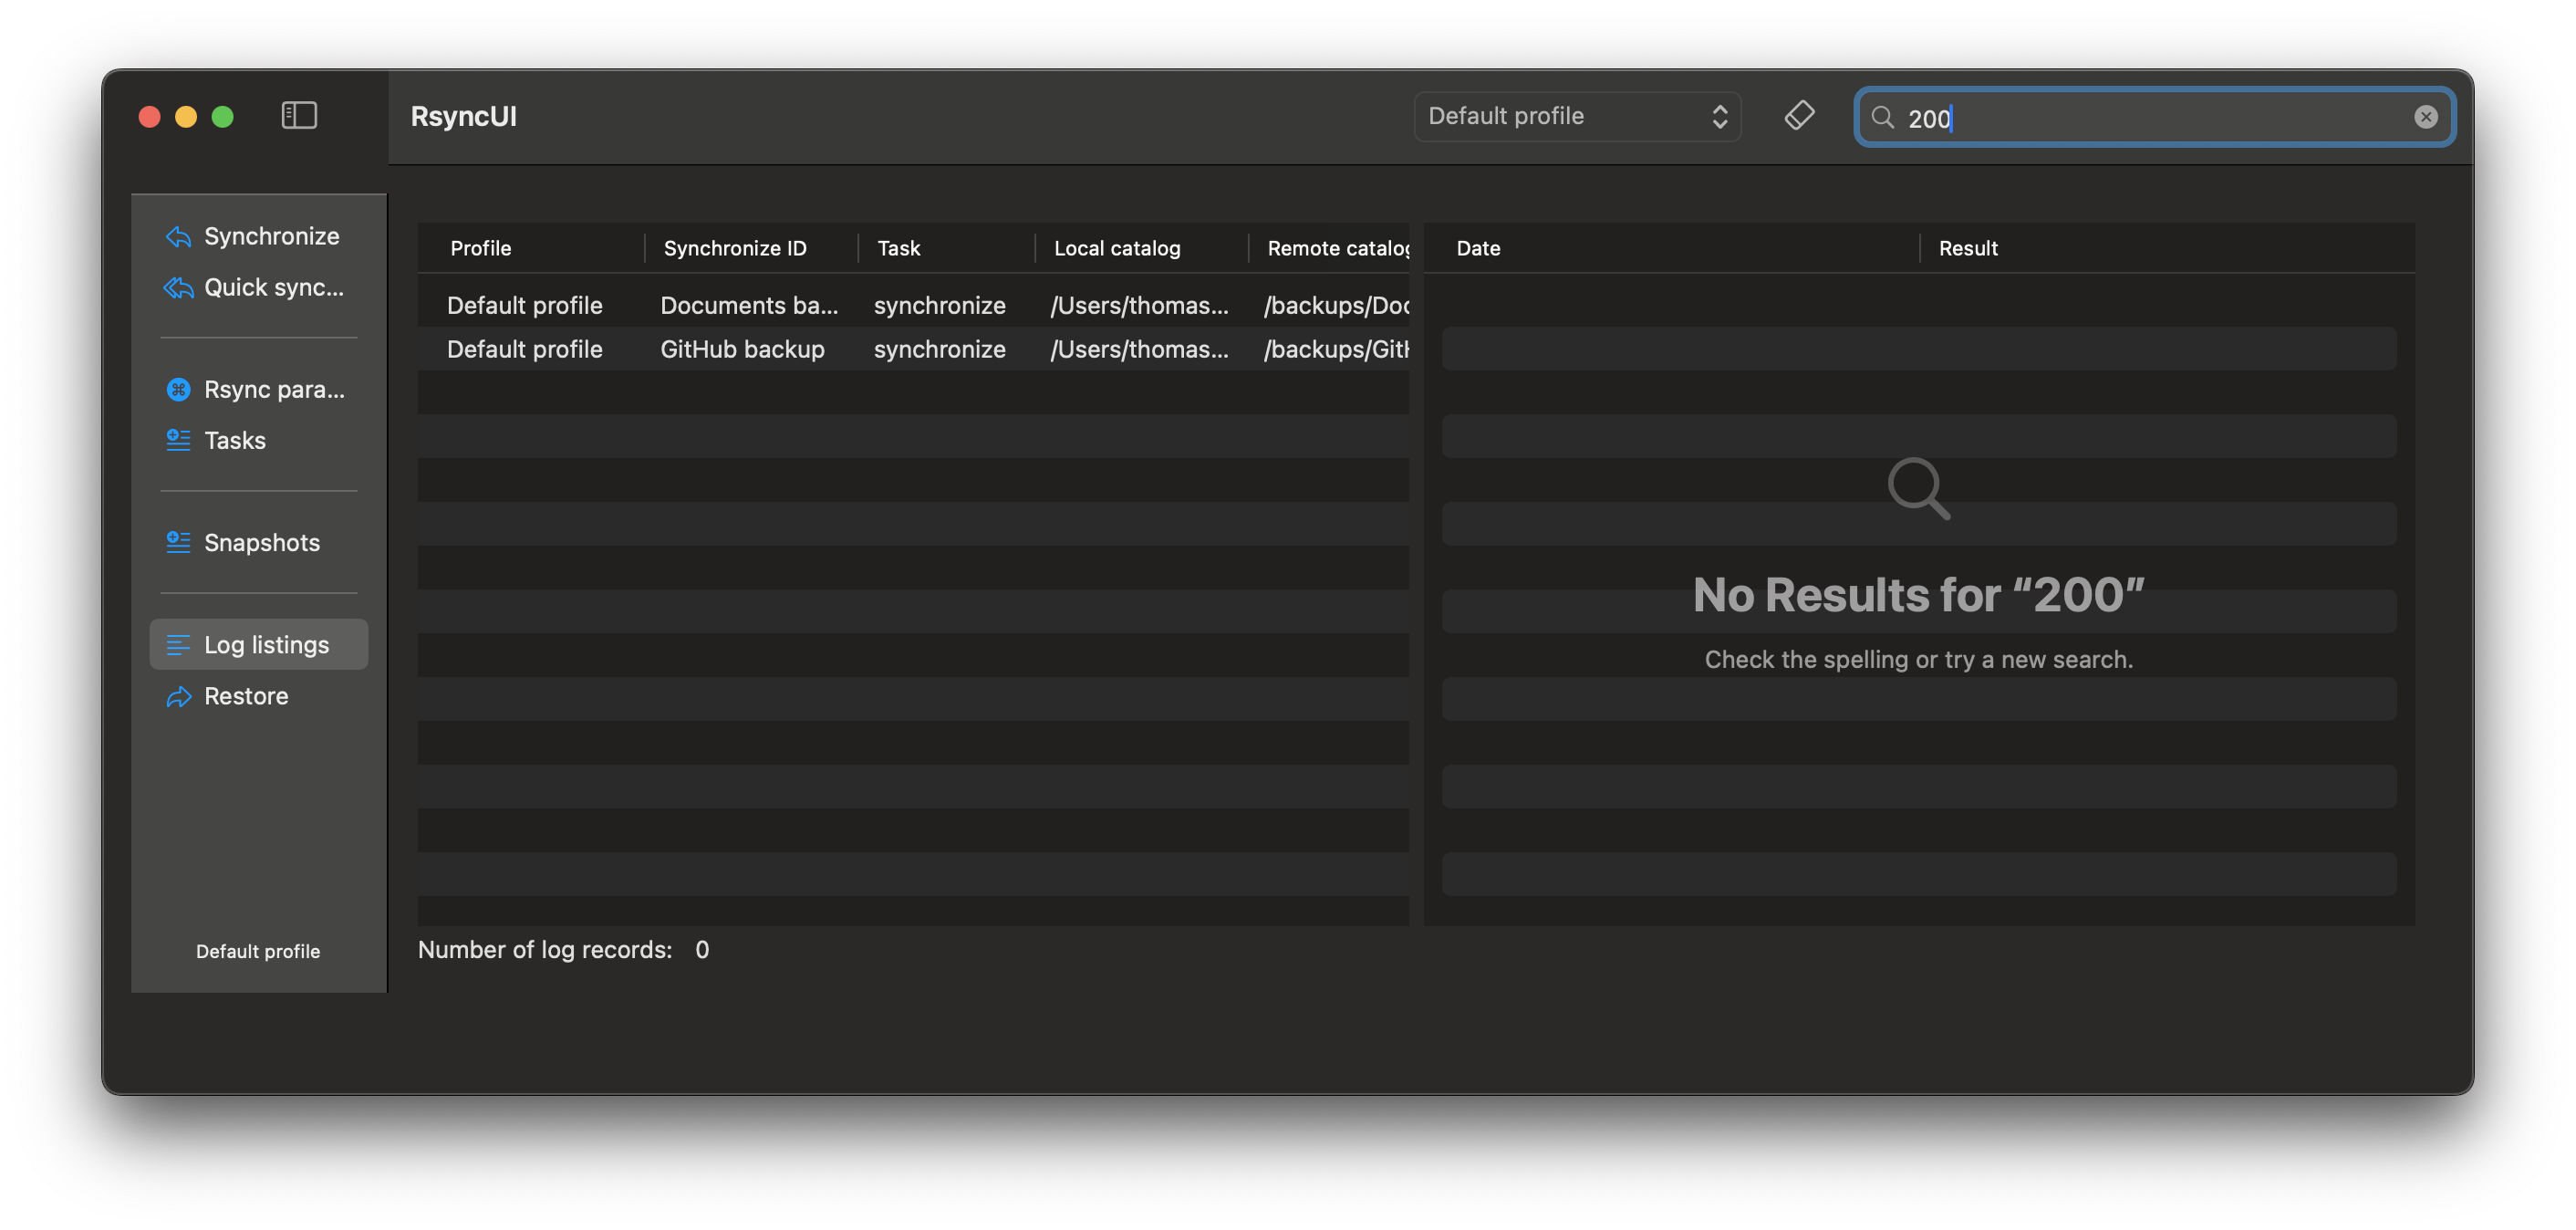 RsyncUI
Default profile
200
Synchronize
Quick sync...
Rsync para...
Tasks
Snapshots
Log listings
Restore
Default profile
Profile Synchronize ID Task Local catalog Remote catalog
Default profile Documents ba... synchronize /Users/thomas... /backups/Doc
Default profile GitHub backup synchronize /Users/thomas... /backups/GitH
Number of log records: 0
Date Result
No Results for “200”
Check the spelling or try a new search.